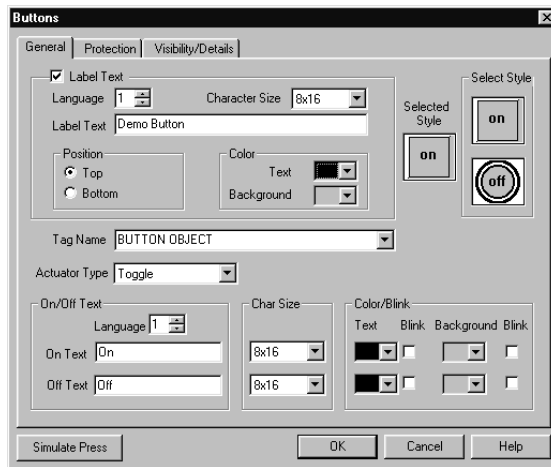 Buttons
General Protection Visibility/Details
Label Text
Language 1 Character Size 8x16
Label Text Demo Button
Position
Top
Bottom
Color
Text
Background
Selected Style
on
Select Style
on
off
Tag Name BUTTON OBJECT
Actuator Type Toggle
On/Off Text
Language 1
On Text On
Off Text Off
Char Size
8x16
8x16
Color/Blink
Text Blink Background Blink
Simulate Press OK Cancel Help